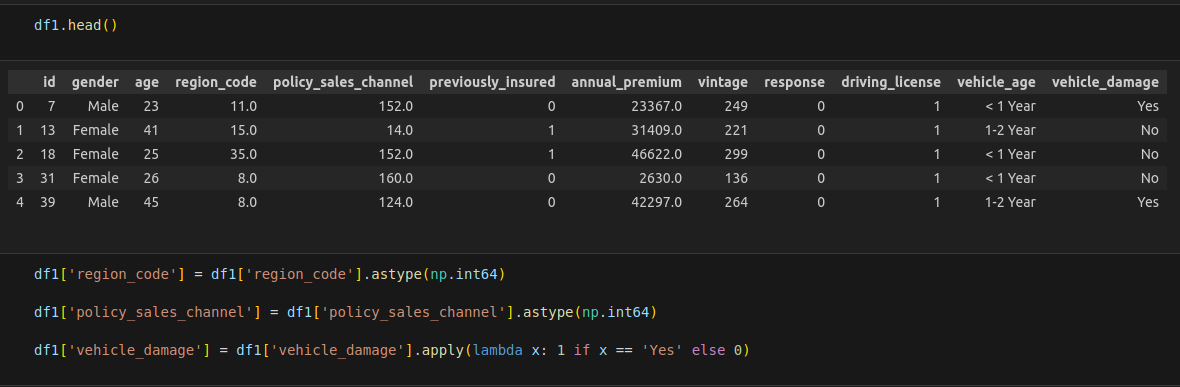 df1.head()
id gender age region_code policy_sales_channel previously_insured annual_premium vintage response driving_license vehicle_age vehicle_damage
0 7 Male 23 11.0 152.0 0 23367.0 249 0 1 < 1 Year Yes
1 13 Female 41 15.0 14.0 1 31409.0 221 0 1 1-2 Year No
2 18 Female 25 35.0 152.0 1 46622.0 299 0 1 < 1 Year No
3 31 Female 26 8.0 160.0 0 2630.0 136 0 1 < 1 Year No
4 39 Male 45 8.0 124.0 0 42297.0 264 0 1 1-2 Year Yes
df1['region_code'] = df1['region_code'].astype(np.int64)
df1['policy_sales_channel'] = df1['policy_sales_channel'].astype(np.int64)
df1['vehicle_damage'] = df1['vehicle_damage'].apply(lambda x: 1 if x == 'Yes' else 0)